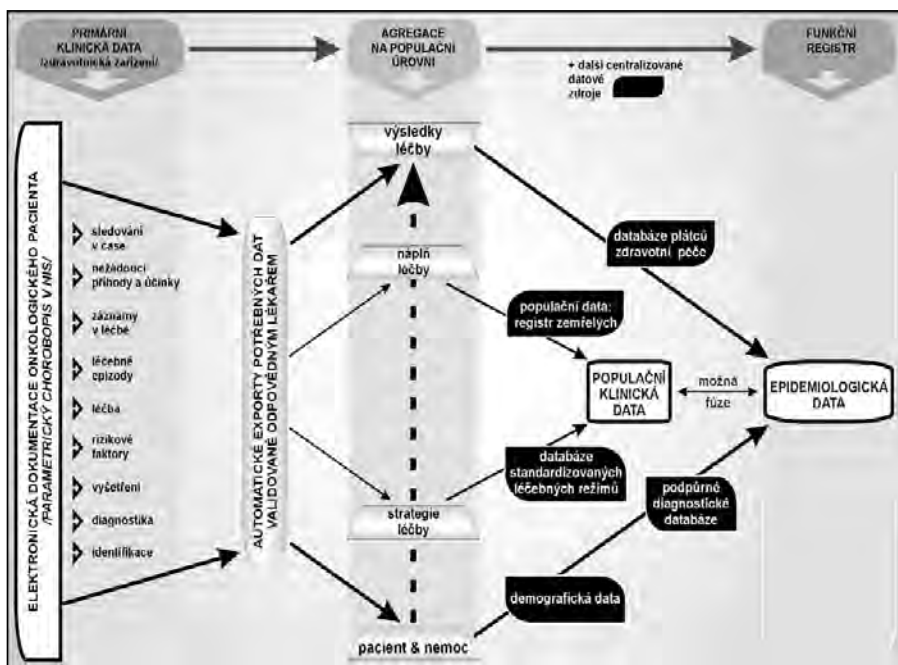 PRIMÁRNÍ
KLINICKÁ DATA
/zdravotnická zařízení/
AGREGACE
NA POPULAČNÍ
ÚROVNI
+ další centralizované
datové
zdroje
FUNKČNÍ
REGISTR
ELEKTRONICKÁ DOKUMENTACE ONKOLOGICKÉHO PACIENTA
/PARAMETRICKÝ CHOROBOPIS V NIS/
sledování
v čase
nežádoucí
příhody a účinky
záznamy
v léčbě
léčebné
epizody
léčba
rizikové
faktory
vyšetření
diagnostika
identifikace
AUTOMATICKÉ EXPORTY POTŘEBNÝCH DAT
VALIDOVANÉ ODPOVĚDNÝM LÉKAŘEM
výsledky
léčby
náplň
léčby
strategie
léčby
pacient & nemoc
databáze plátců
zdravotní péče
populační data:
registr zemřelých
POPULAČNÍ
KLINICKÁ
DATA
možná
fúze
EPIDEMIOLOGICKÁ
DATA
databáze
standardizovaných
léčebných režimů
podpůrné
diagnostické
databáze
demografická data